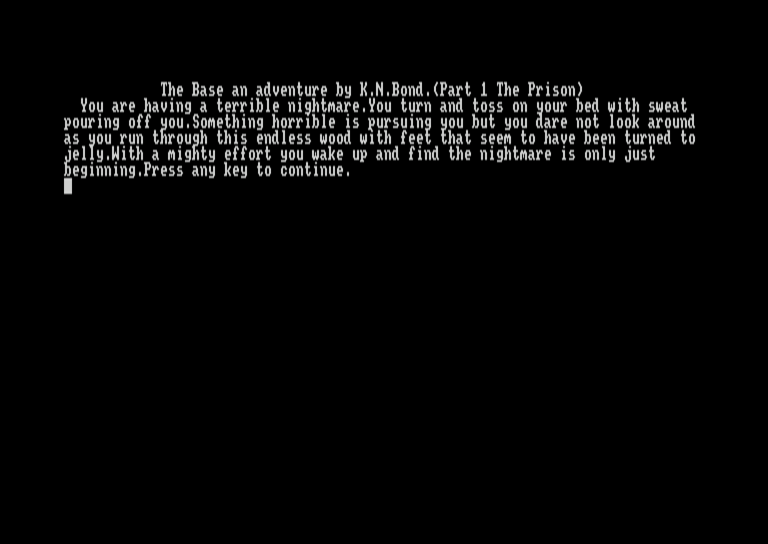 The Base an adventure by K.N.Bond.(Part 1 The Prison)
You are having a terrible nightmare.You turn and toss on your bed with sweat
pouring off you.Something horrible is pursuing you but you dare not look around
as you run through this endless wood with feet that seem to have been turned to
jelly.With a mighty effort you wake up and find the nightmare is only just
beginning.Press any key to continue.